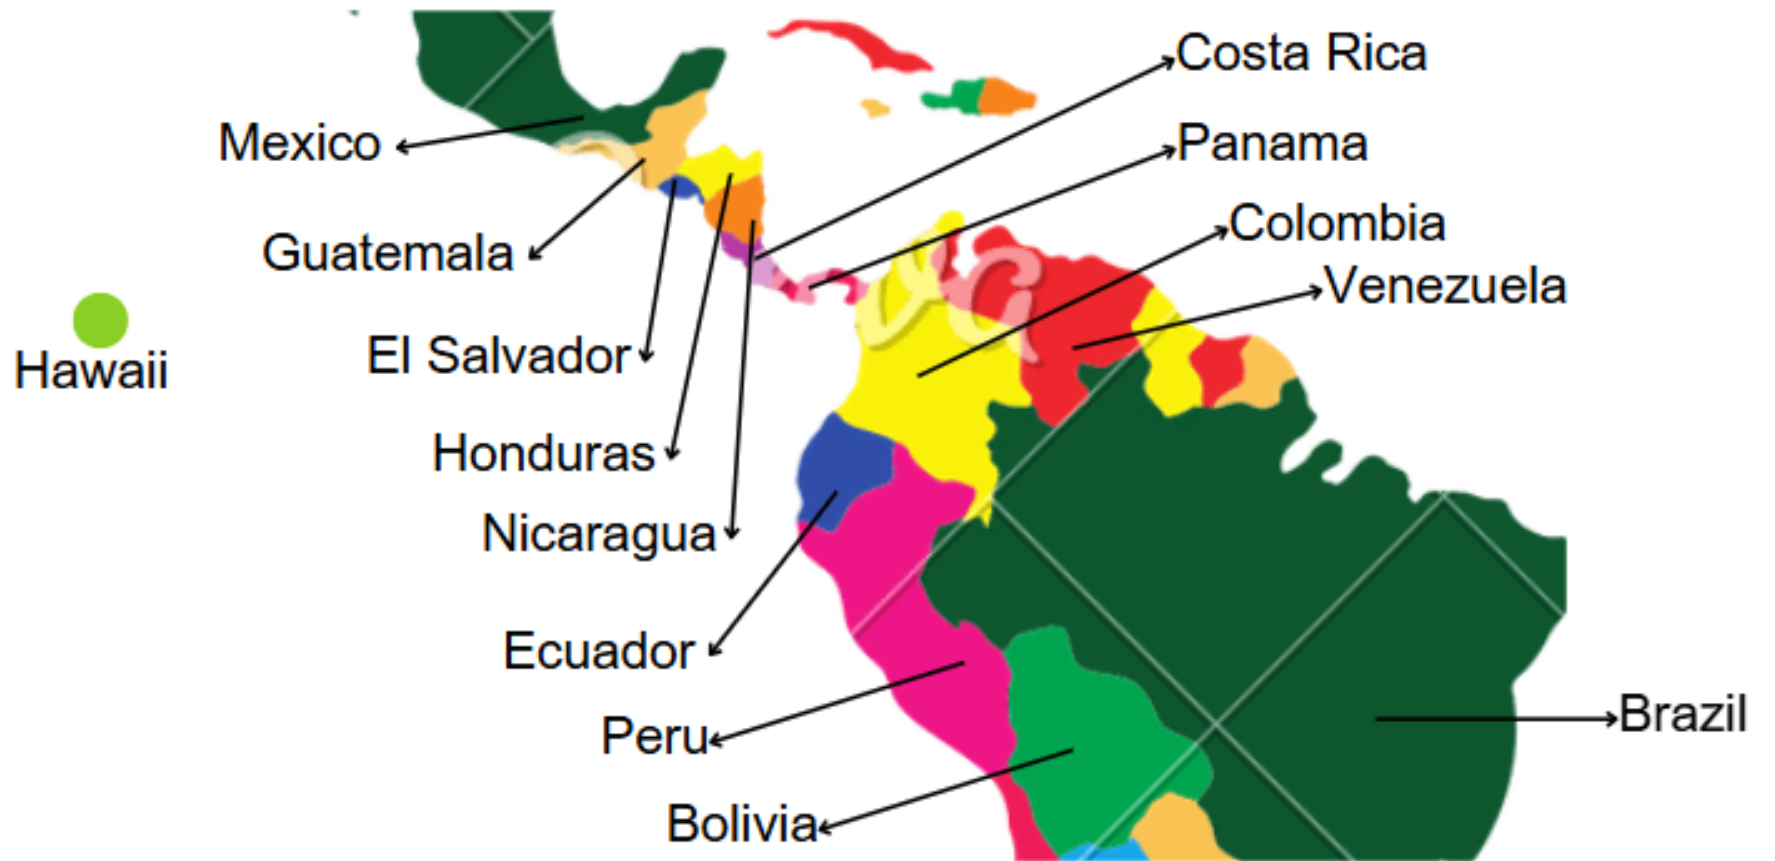 Costa Rica
Mexico
Panama
Colombia
Guatemala
Venezuela
El Salvador
Hawaii
Honduras
Nicaragua
Ecuador
Peru
Brazil
Bolivia